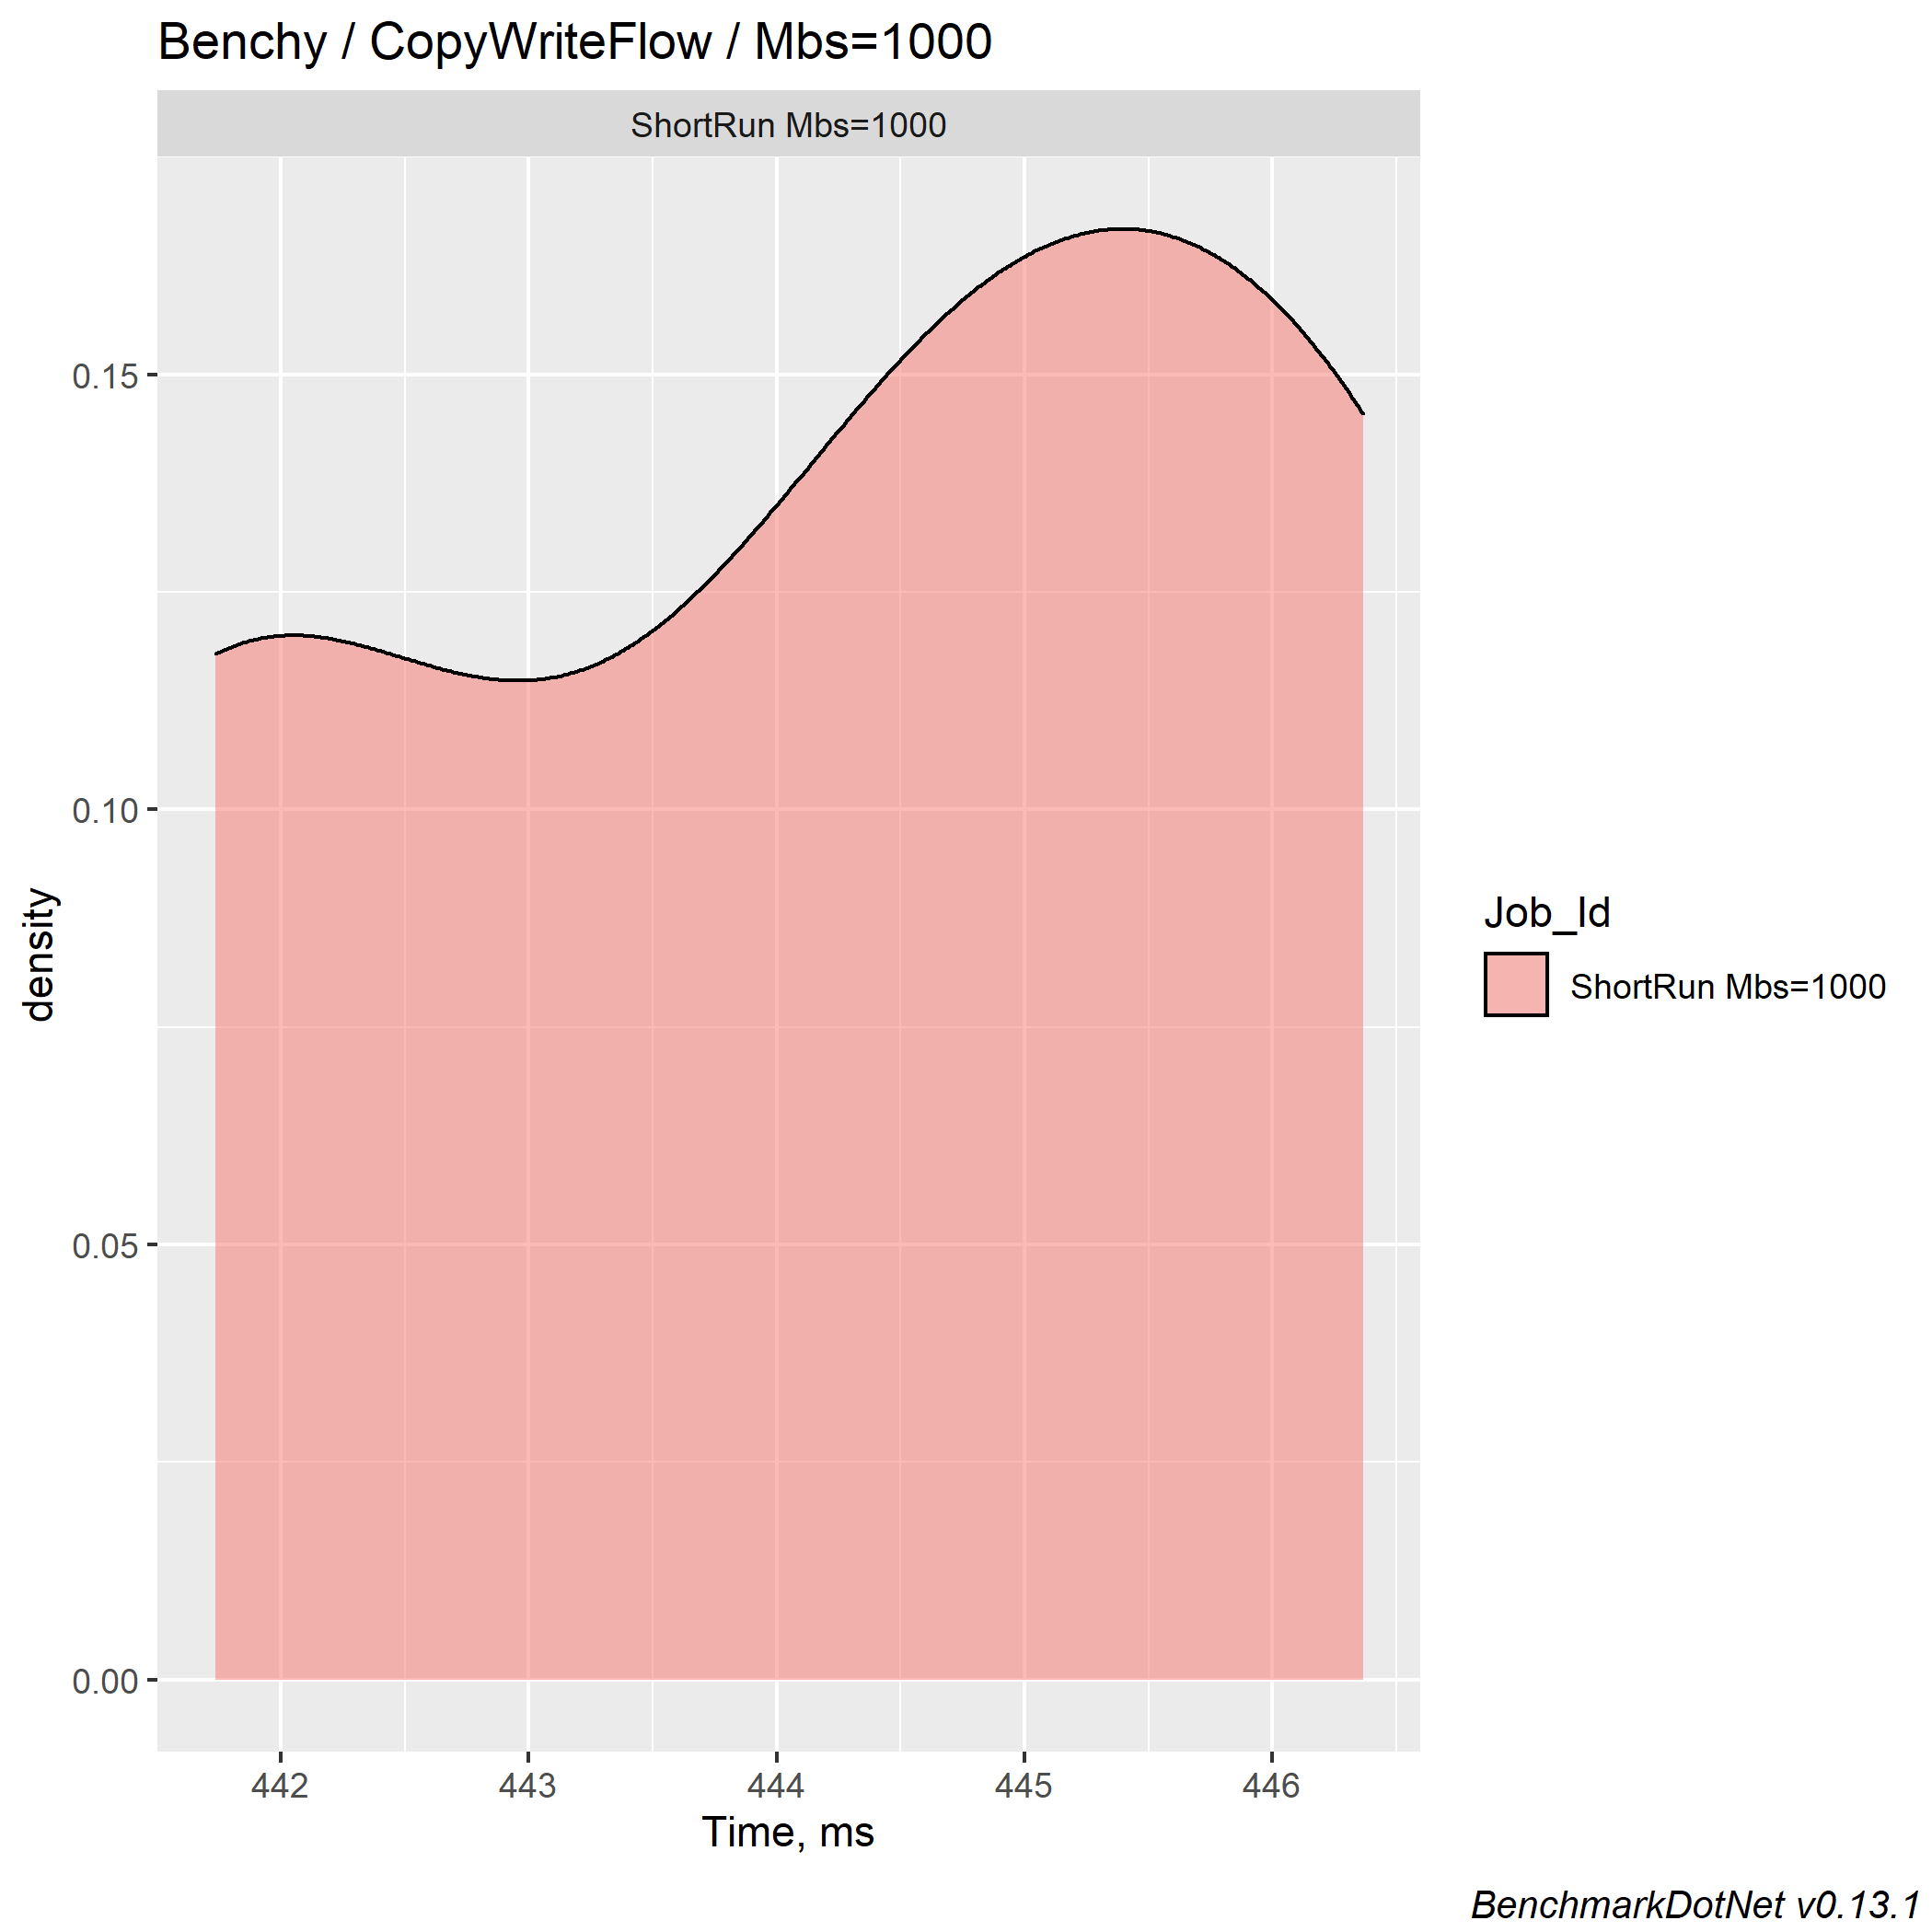 Benchy / CopyWriteFlow / Mbs=1000
ShortRun Mbs=1000
0.15
0.10
0.05
0.00
density
442 443 444 445 446
Time, ms
Job_Id
ShortRun Mbs=1000
BenchmarkDotNet v0.13.1